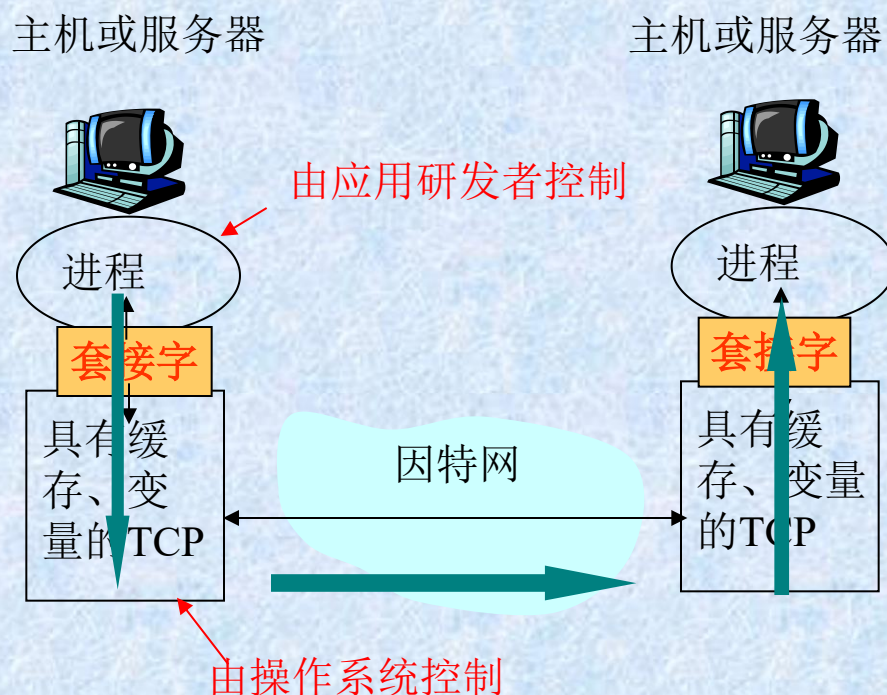 主机或服务器
主机或服务器
由应用研发者控制
进程
进程
套接字
套接字
具有缓
存、变
量的TCP
因特网
具有缓
存、变量
的TCP
由操作系统控制